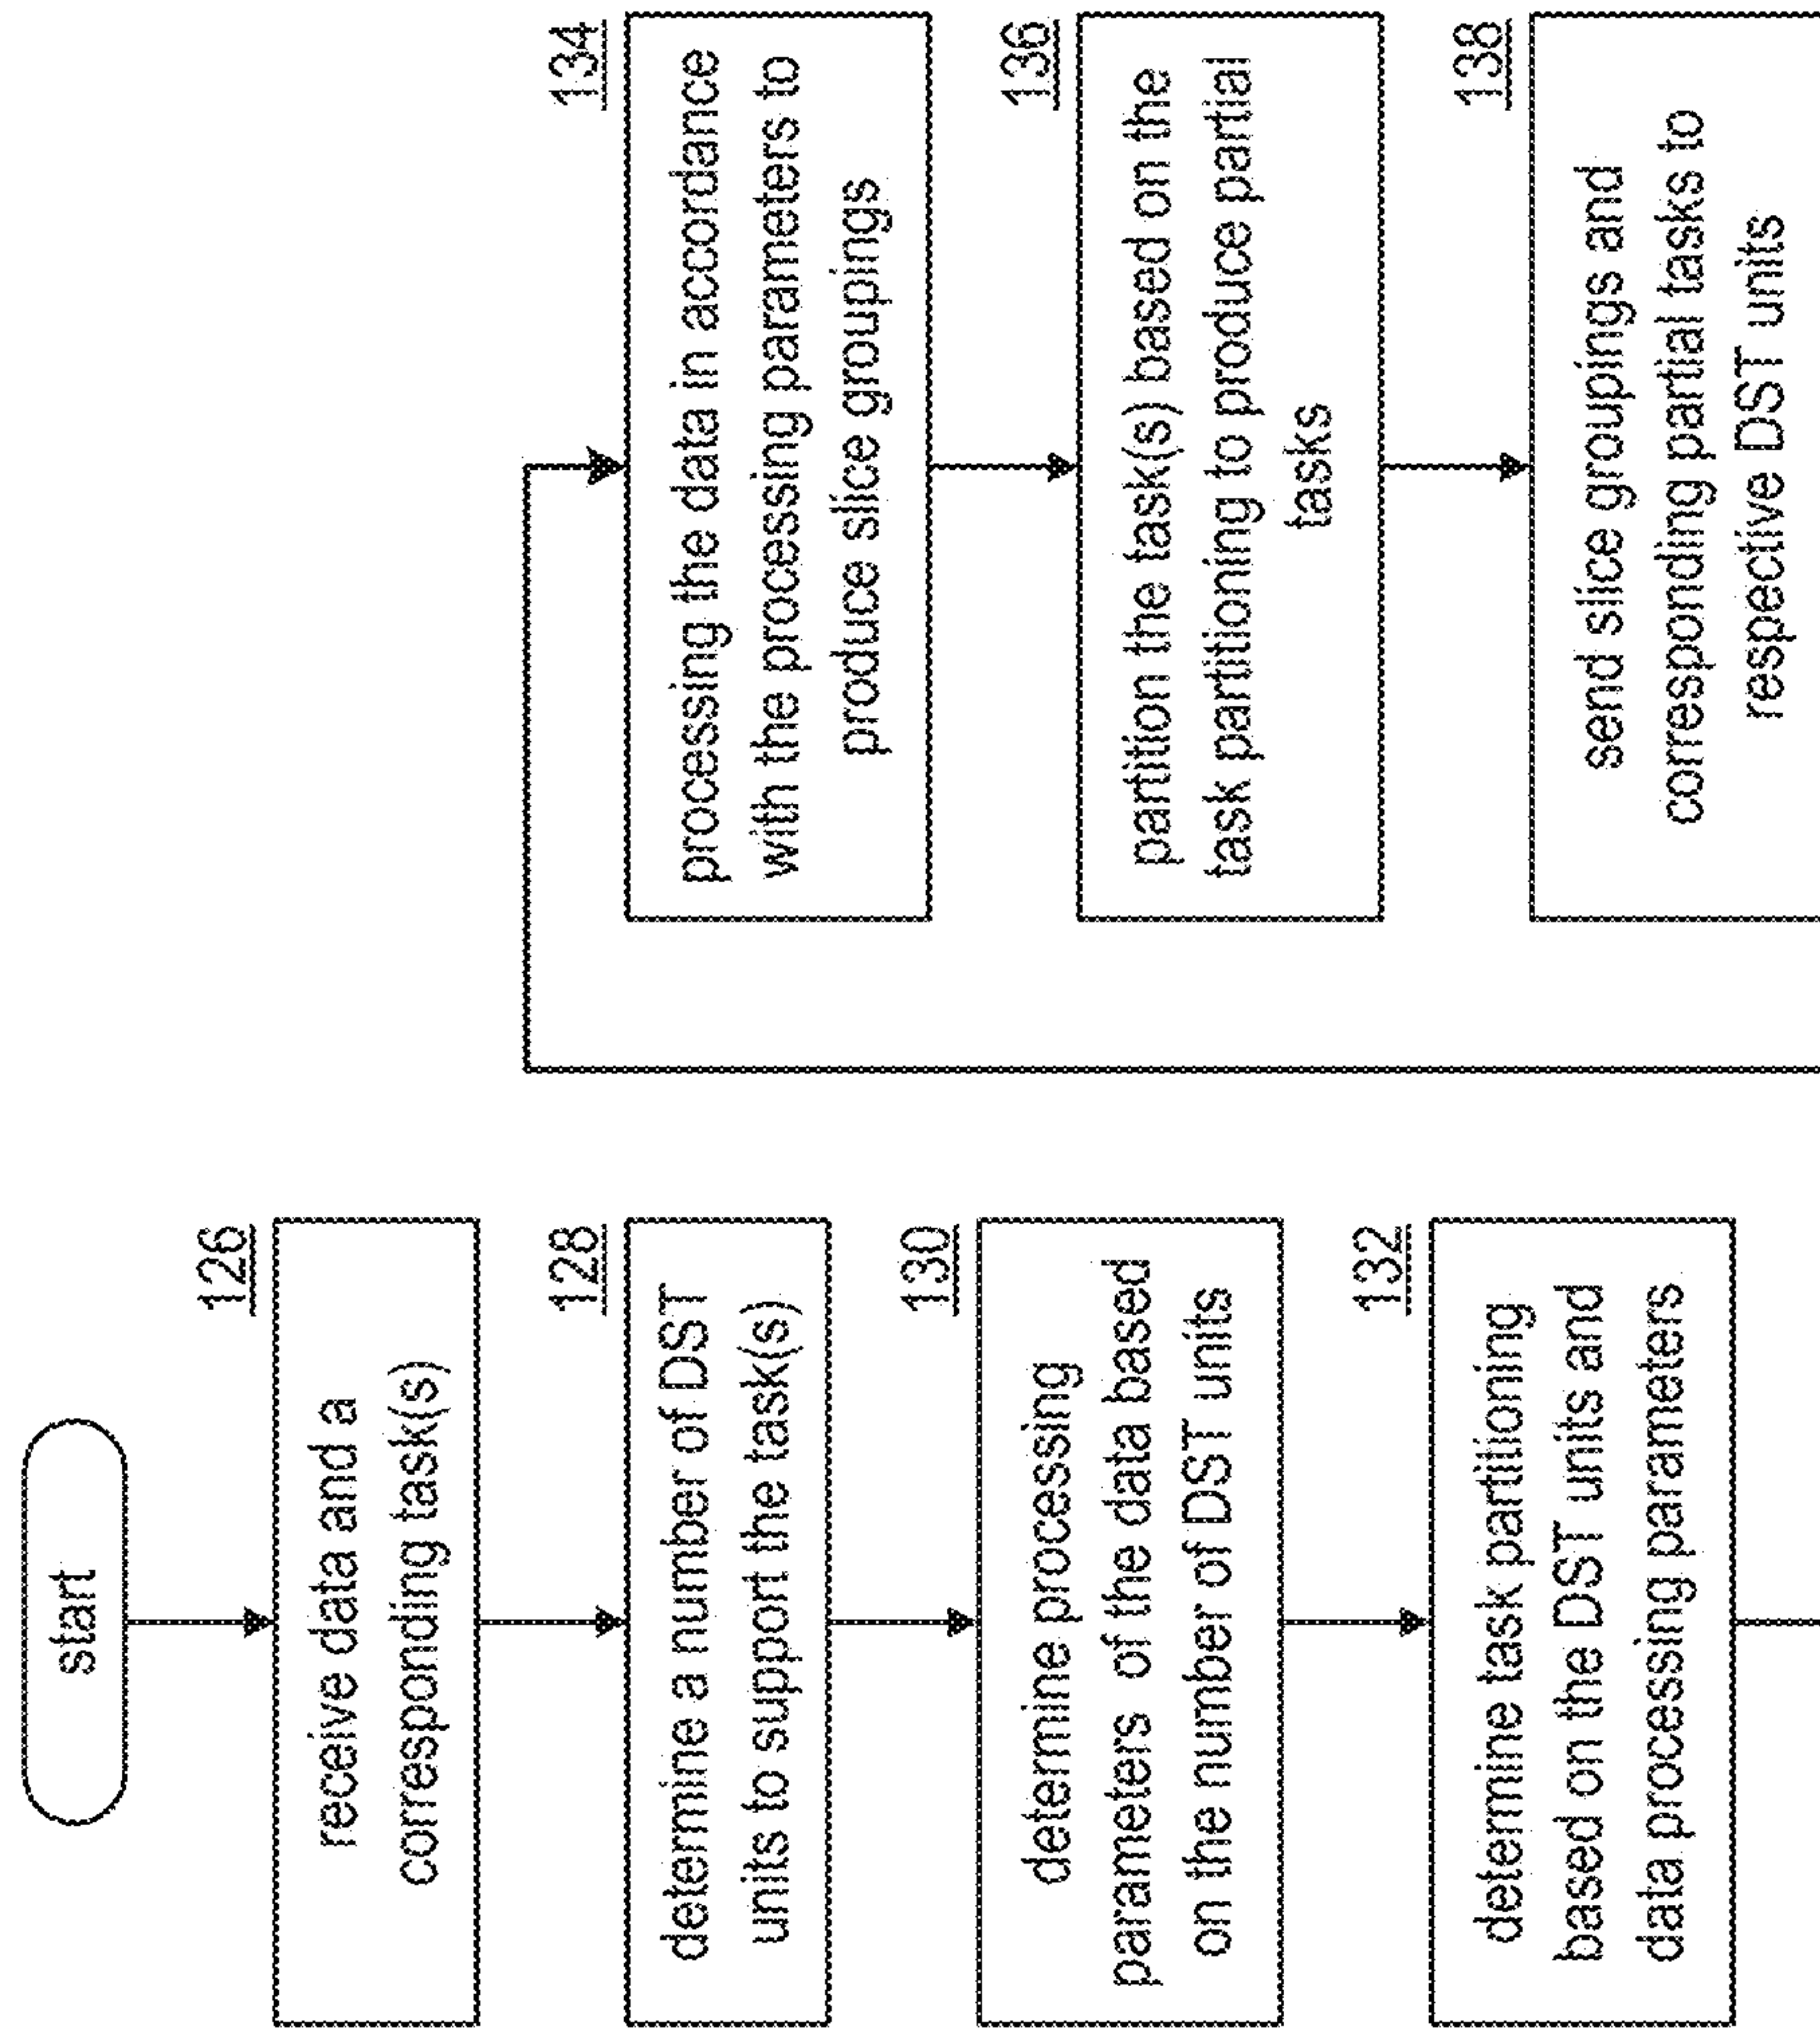 start
126
receive data and a
corresponding task(s)
128
determine a number of DST
units to support the task(s)
130
determine processing
parameters of the data based
on the number of DST units
132
determine task partitioning
based on the DST units and
data processing parameters
134
processing the data in accordance
with the processing parameters to
produce slice groupings
136
partition the task(s) based on the
task partitioning to produce partial
tasks
138
send slice groupings and
corresponding partial tasks to
respective DST units